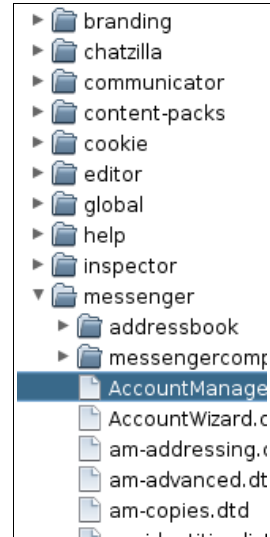 branding
chatzilla
communicator
content-packs
cookie
editor
global
help
inspector
messenger
addressbook
messengercomp
AccountManage
AccountWizard.
am-addressing.
am-advanced.dt
am-copies.dtd